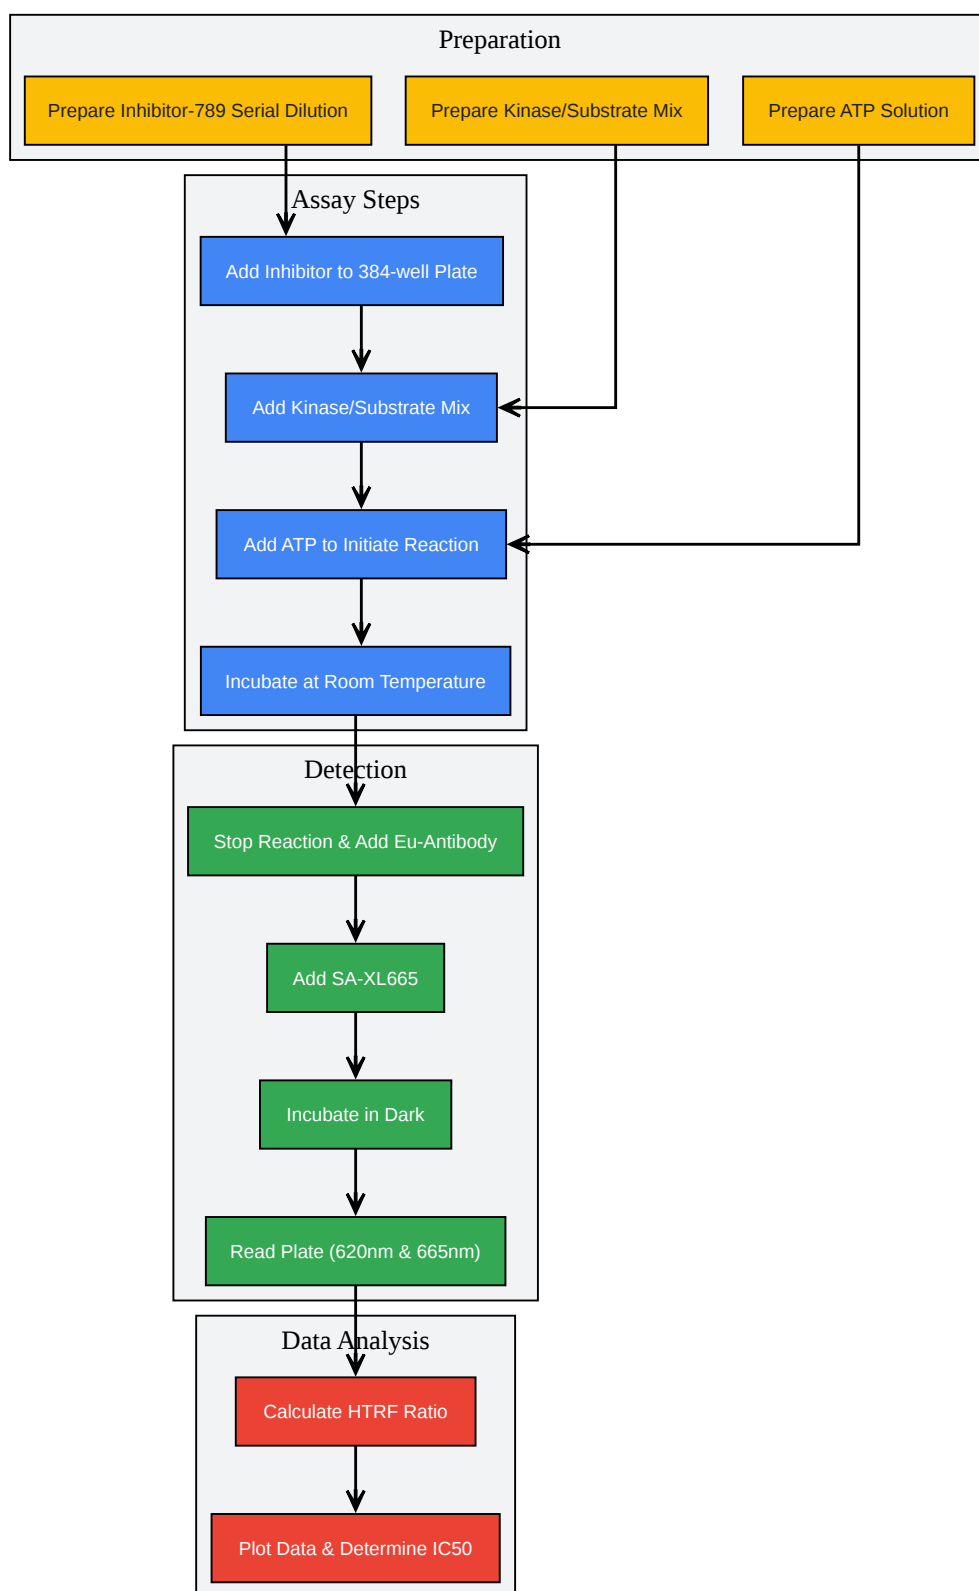 Preparation
Prepare Inhibitor-789 Serial Dilution
Prepare Kinase/Substrate Mix
Prepare ATP Solution
Assay Steps
Add Inhibitor to 384-well Plate
Add Kinase/Substrate Mix
Add ATP to Initiate Reaction
Incubate at Room Temperature
Detection
Stop Reaction & Add Eu-Antibody
Add SA-XL665
Incubate in Dark
Read Plate (620nm & 665nm)
Data Analysis
Calculate HTRF Ratio
Plot Data & Determine IC50